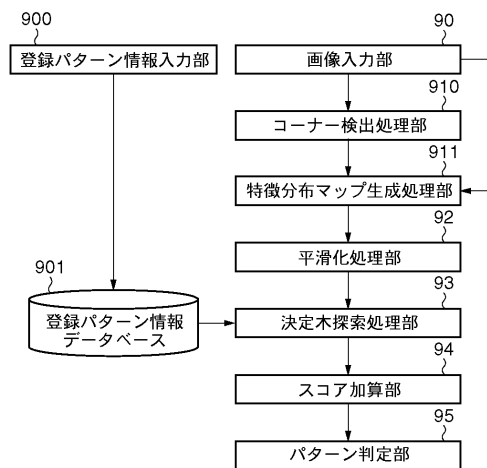 900
登録パターン情報入力部
90
画像入力部
910
コーナー検出処理部
911
特徴分布マップ生成処理部
92
平滑化処理部
901
登録パターン情報
データベース
93
決定木探索処理部
94
スコア加算部
95
パターン判定部